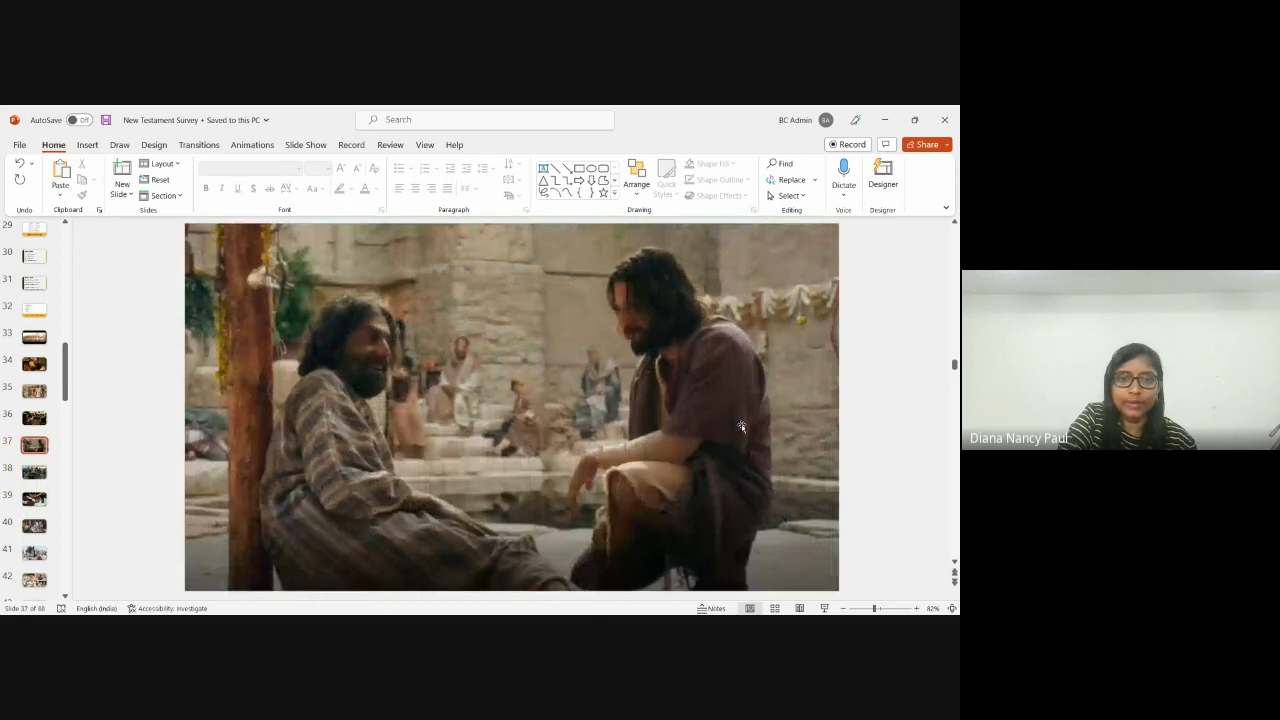 AutoSave Off New Testament Survey • Saved to this PC Search BC Admin BA
File Home Insert Draw Design Transitions Animations Slide Show Record Review View Help Record Share
Undo
Paste
Clipboard
New
Slide
Layout
Reset
Section
Slides
B I U S ab AV Aa A
Font
Paragraph
Arrange
Quick
Styles
Shape Fill
Shape Outline
Shape Effects
Drawing
Find
Replace
Select
Editing
Dictate
Voice
Designer
Designer
29
30
31
32
33
34
35
36
37
38
39
40
41
42
Diana Nancy Paul
Slide 37 of 88 English (India) Accessibility: Investigate Notes 82%